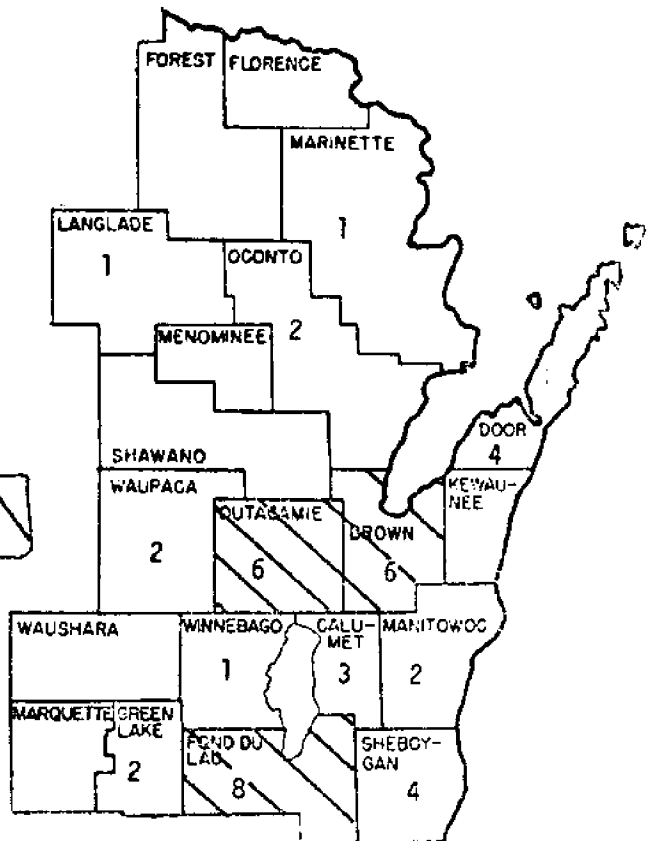 FOREST
FLORENCE
MARINETTE
1
LANGLADE
1
OCONTO
2
MENOMINEE
DOOR
4
SHAWANO
WAUPACA
2
KEWAU-
NEE
OUTAGAMIE
6
BROWN
6
WAUSHARA
WINNEBAGO
1
CALU-
MET
3
MANITOWOC
2
MARQUETTE
GREEN
LAKE
2
FOND DU
LAC
8
SHEBOY-
GAN
4